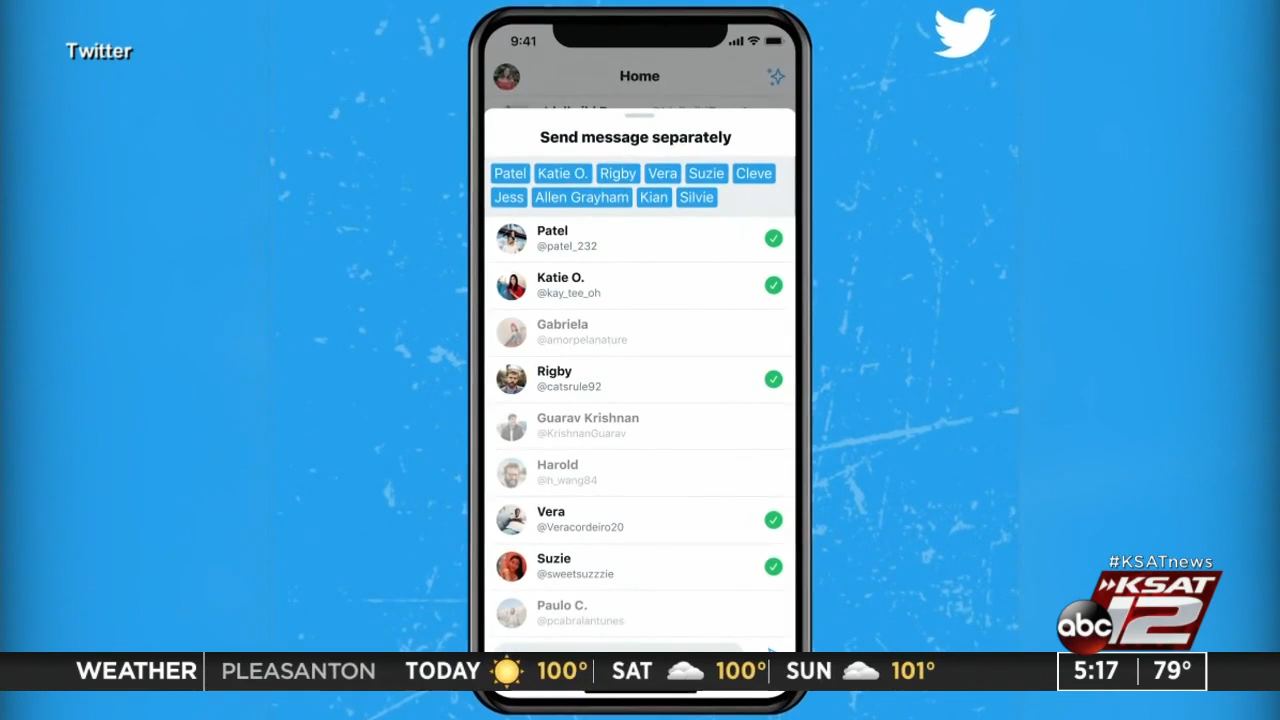 Twitter
9:41
Home
Send message separately
Patel Katie O. Rigby Vera Suzie Cleve
Jess Allen Grayham Kian Silvie
Patel
@patel_232
Katie O.
@kay_tee_oh
Gabriela
@amorpelanature
Rigby
@catsrule92
Guarav Krishnan
@KrishnanGuarav
Harold
@h_wang84
Vera
@Veracordeiro20
Suzie
@sweetsuzzzie
Paulo C.
@pcabralantunes
#KSATnews
KSAT
abc 12
WEATHER PLEASANTON TODAY 100° SAT 100° SUN 101° 5:17 79°